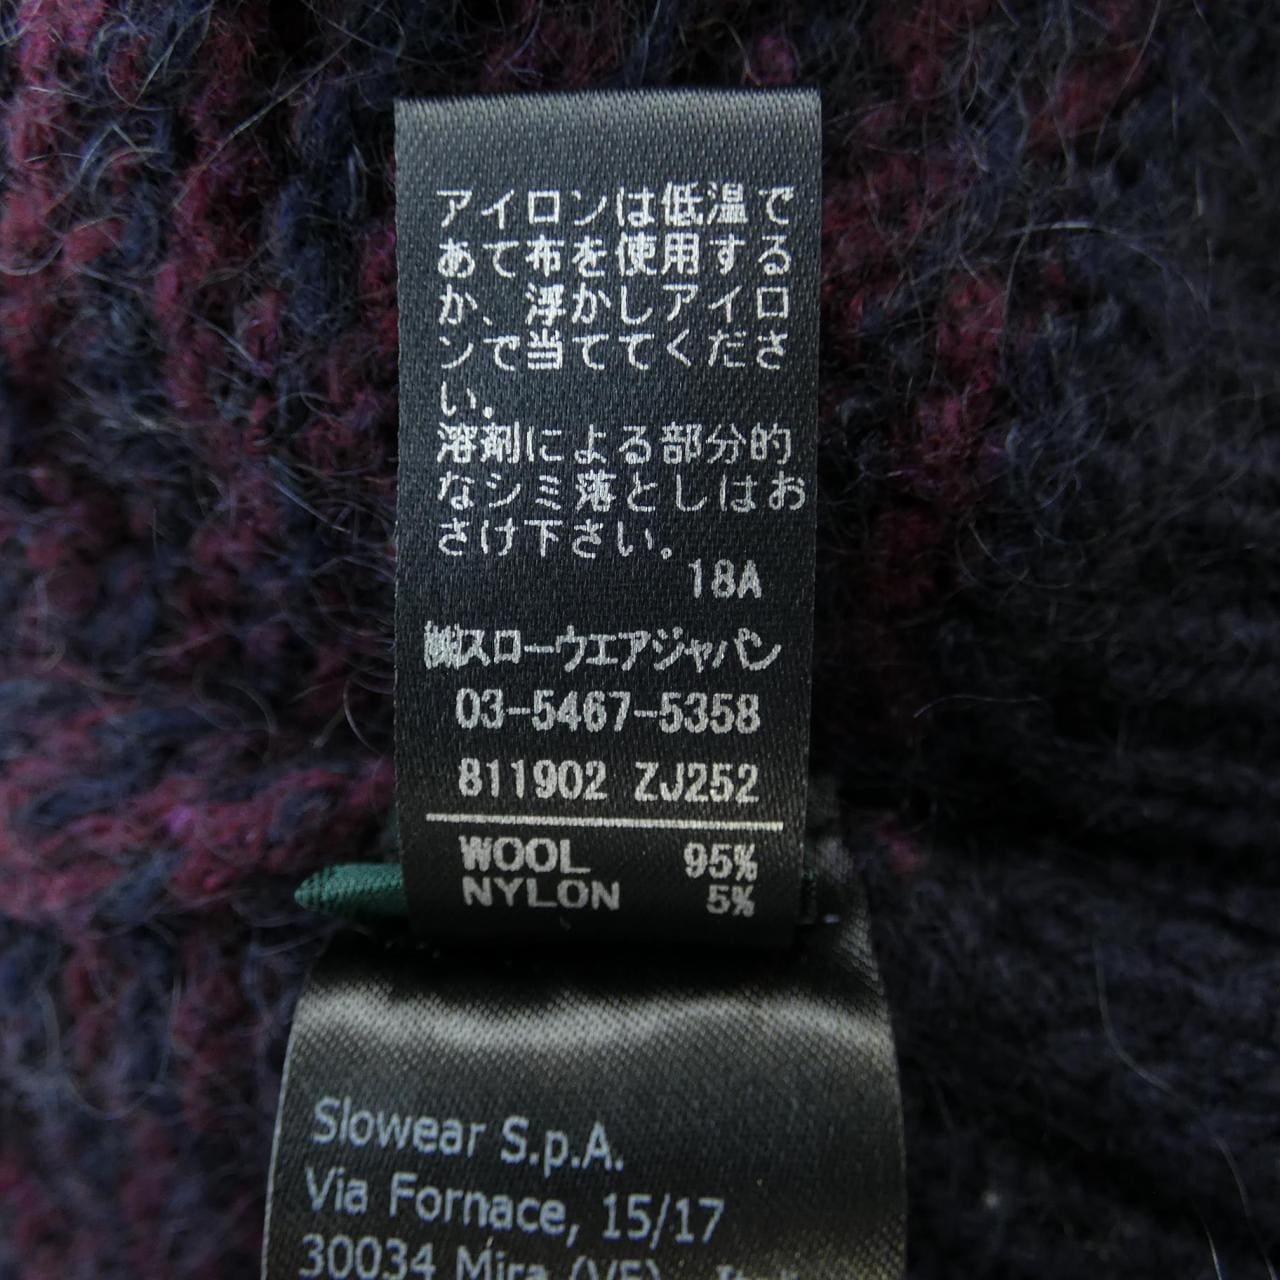 アイロンは低温で
あて布を使用する
か、浮かしアイロ
ンで当ててくださ
い。
溶剤による部分的
なシミ落としはお
さけ下さい。
18A
㈱スローウエアジャパン
03-5467-5358
811902 ZJ252
WOOL 95%
NYLON 5%
Slowear S.p.A.
Via Fornace, 15/17
30034 Mira (VE)